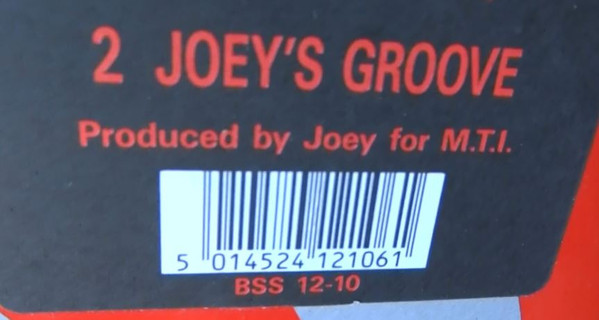 2 JOEY'S GROOVE
Produced by Joey for M.T.I.
5 014524 121061
BSS 12-10